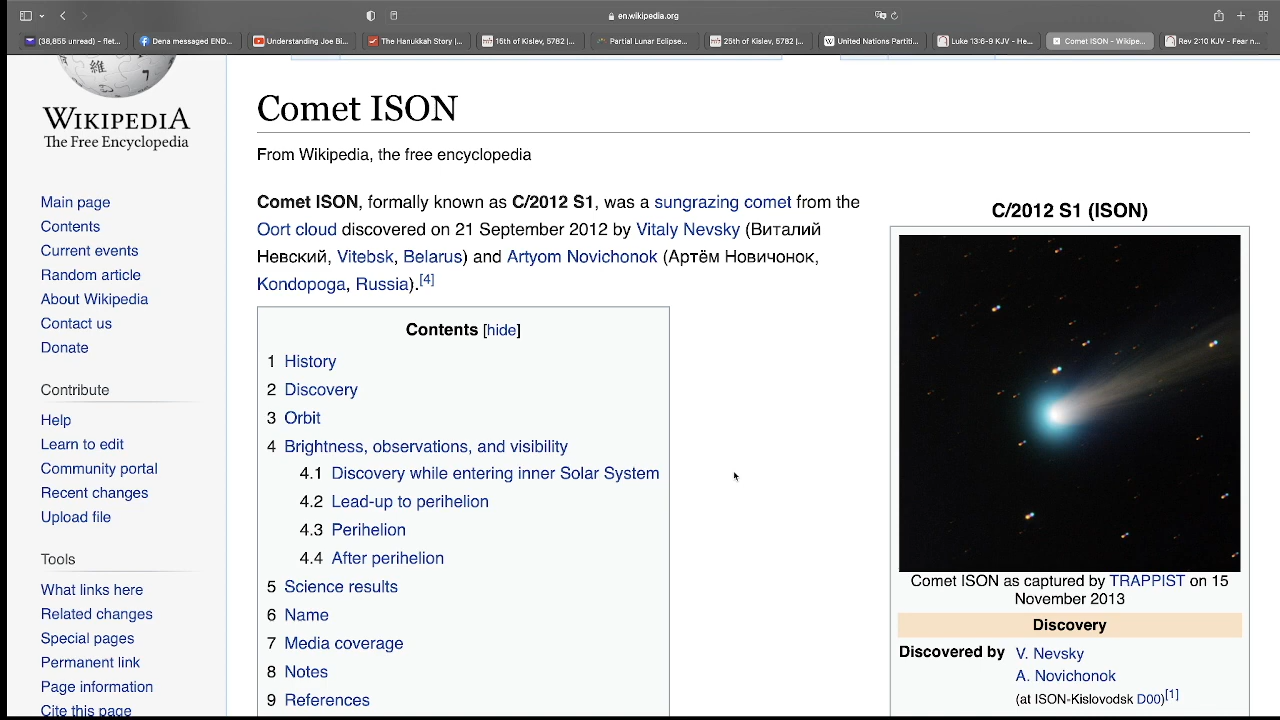 en.wikipedia.org
(38,855 unread) - flet...
Dena messaged END...
Understanding Joe Bi...
The Hanukkah Story |...
16th of Kislev, 5782 |...
Partial Lunar Eclipse...
25th of Kislev, 5782 |...
United Nations Partiti...
Luke 13:6-9 KJV - He...
Comet ISON - Wikipe...
Rev 2:10 KJV - Fear n...
維
7
WIKIPEDIA
The Free Encyclopedia
Main page
Contents
Current events
Random article
About Wikipedia
Contact us
Donate
Contribute
Help
Learn to edit
Community portal
Recent changes
Upload file
Tools
What links here
Related changes
Special pages
Permanent link
Page information
Cite this page
Comet ISON
From Wikipedia, the free encyclopedia
Comet ISON, formally known as C/2012 S1, was a sungrazing comet from the
Oort cloud discovered on 21 September 2012 by Vitaly Nevsky (Виталий
Невский, Vitebsk, Belarus) and Artyom Novichonok (Артём Новичонок,
Kondopoga, Russia).[4]
Contents [hide]
1 History
2 Discovery
3 Orbit
4 Brightness, observations, and visibility
4.1 Discovery while entering inner Solar System
4.2 Lead-up to perihelion
4.3 Perihelion
4.4 After perihelion
5 Science results
6 Name
7 Media coverage
8 Notes
9 References
C/2012 S1 (ISON)
Comet ISON as captured by TRAPPIST on 15
November 2013
Discovery
Discovered by V. Nevsky
A. Novichonok
(at ISON-Kislovodsk D00)[1]